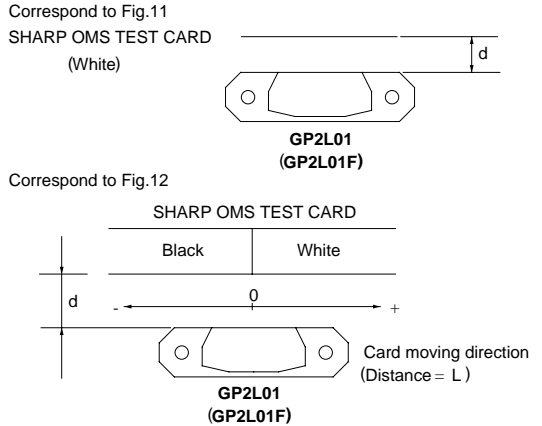 Correspond to Fig.11
SHARP OMS TEST CARD
(White)
d
GP2L01
(GP2L01F)
Correspond to Fig.12
SHARP OMS TEST CARD
Black White
d
- 0 +
Card moving direction
(Distance = L )
GP2L01
(GP2L01F)